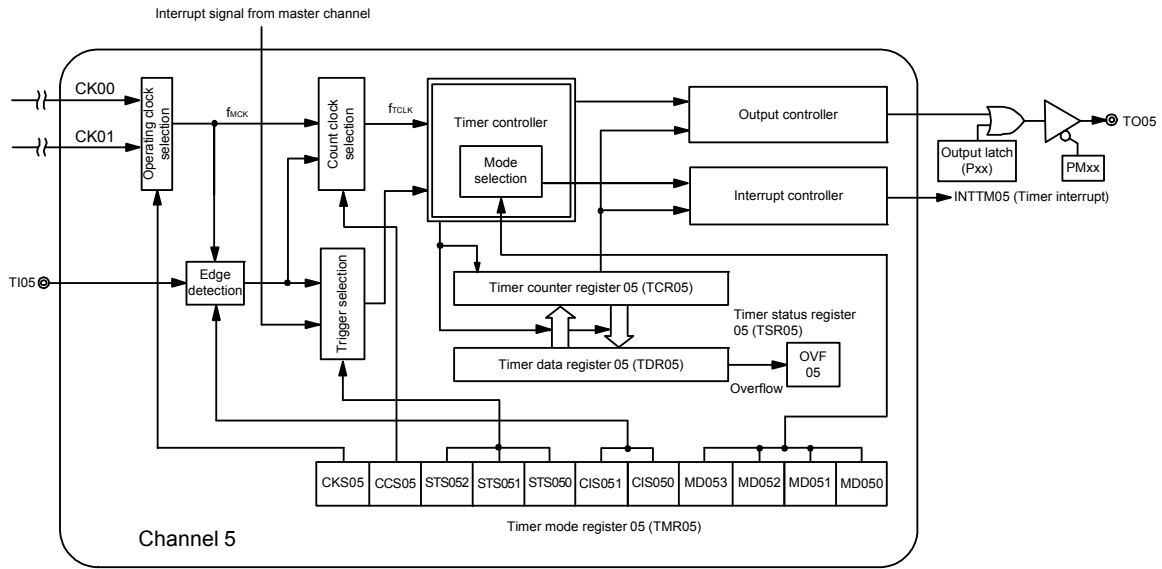 Interrupt signal from master channel
CK00
CK01
Operating clock
selection
fMCK
Count clock
selection
fTCLK
Timer controller
Mode
selection
Output controller
Interrupt controller
TO05
Output latch
(Pxx)
PMxx
INTTM05 (Timer interrupt)
TI05
Edge
detection
Trigger selection
Timer counter register 05 (TCR05)
Timer status register
05 (TSR05)
Timer data register 05 (TDR05)
OVF
05
Overflow
CKS05
CCS05
STS052
STS051
STS050
CIS051
CIS050
MD053
MD052
MD051
MD050
Timer mode register 05 (TMR05)
Channel 5